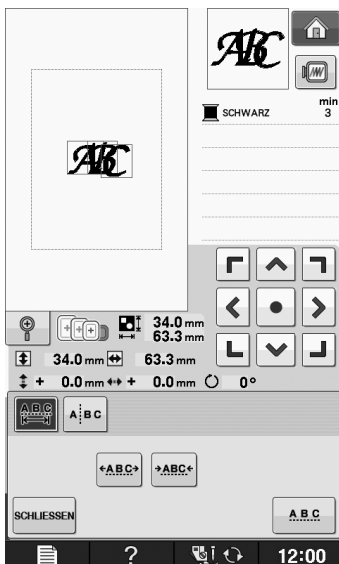 ABC
ABC
min
SCHWARZ 3
34.0 mm
63.3 mm
34.0 mm 63.3 mm
+ 0.0 mm + 0.0 mm 0°
ABC A BC
ABC ABC
SCHLIESSEN ABC
? 12:00